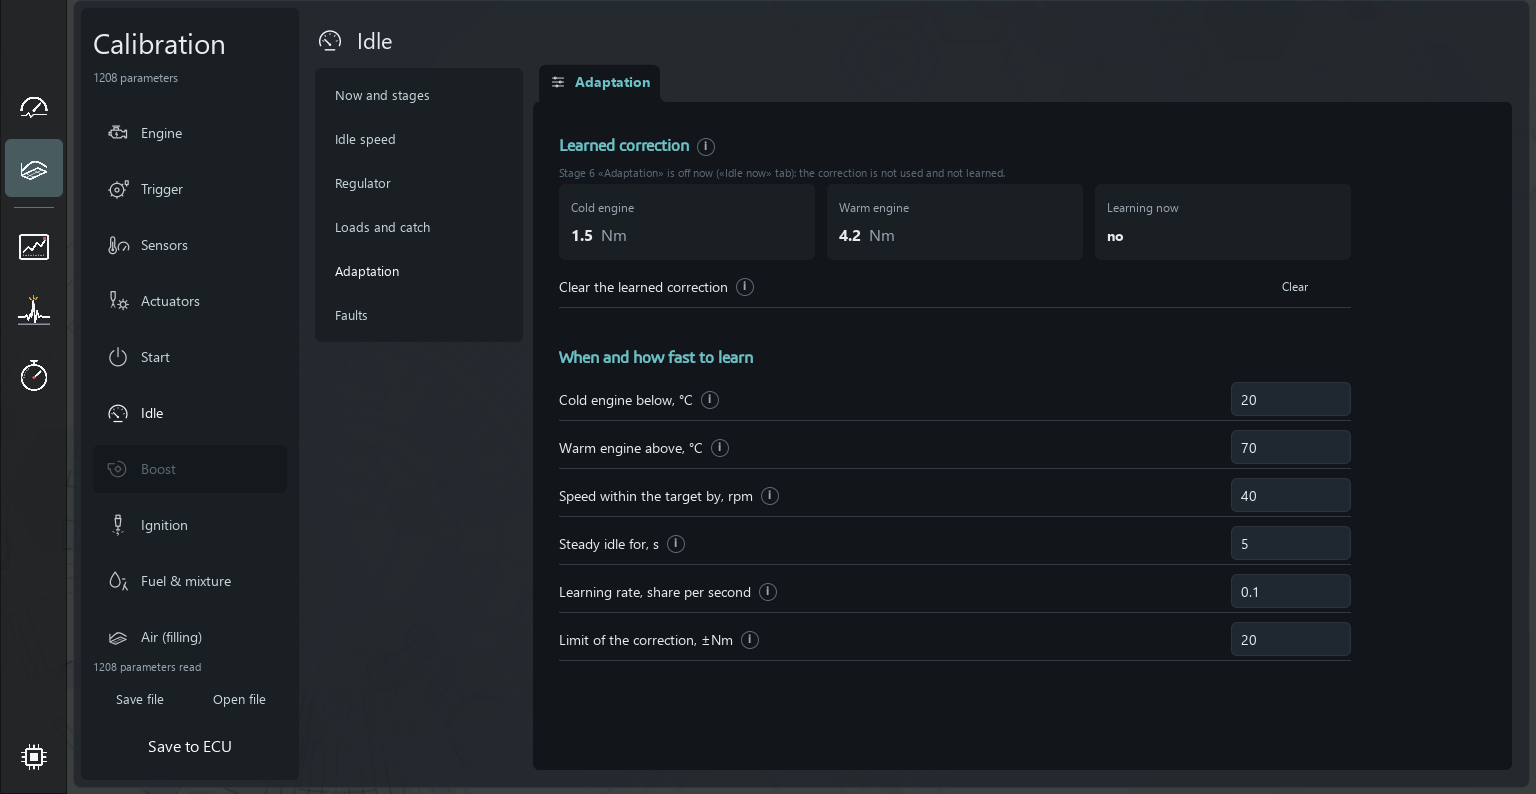 Calibration
1208 parameters
Engine
Trigger
Sensors
Actuators
Start
Idle
Boost
Ignition
Fuel & mixture
Air (filling)
1208 parameters read
Save file
Open file
Save to ECU
Idle
Now and stages
Idle speed
Regulator
Loads and catch
Adaptation
Faults
Adaptation
Learned correction
Stage 6 «Adaptation» is off now («Idle now» tab): the correction is not used and not learned.
Cold engine
1.5 Nm
Warm engine
4.2 Nm
Learning now
no
Clear the learned correction
Clear
When and how fast to learn
Cold engine below, °C
20
Warm engine above, °C
70
Speed within the target by, rpm
40
Steady idle for, s
5
Learning rate, share per second
0.1
Limit of the correction, ±Nm
20